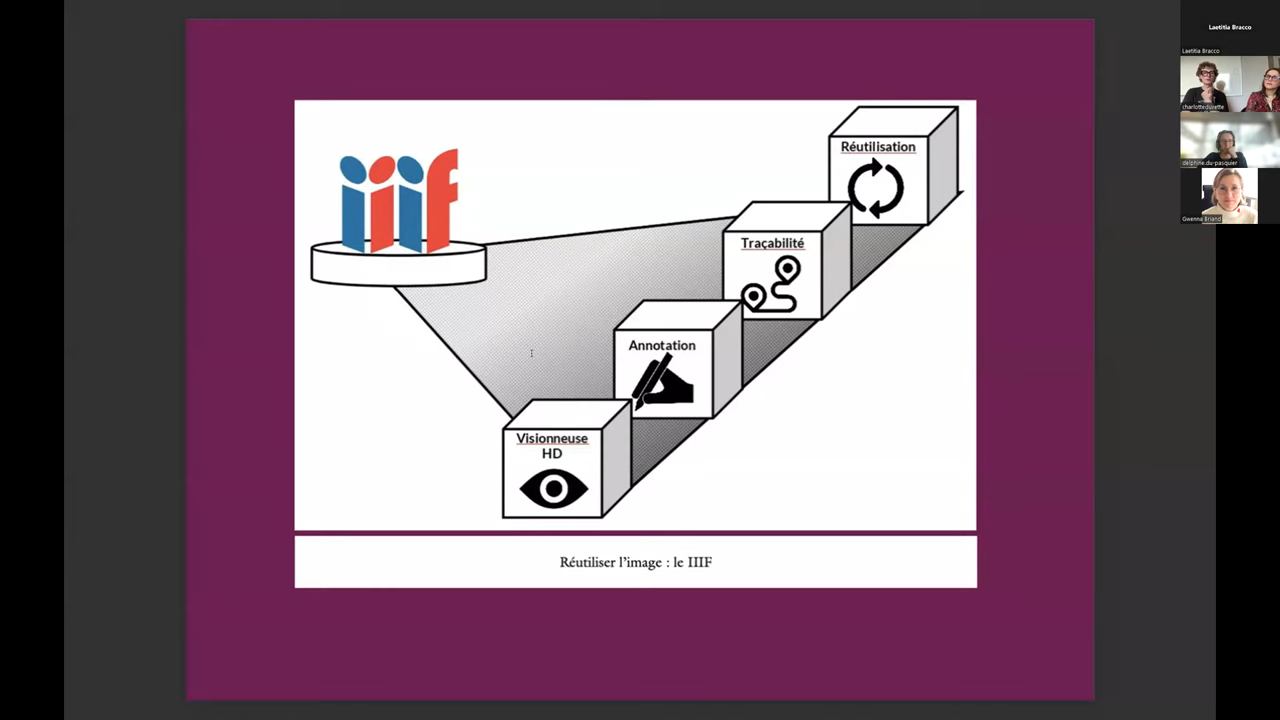 iiif
Réutilisation
Traçabilité
Annotation
Visionneuse
HD
Réutiliser l'image : le IIIF
Laetitia Bracco
Laetitia Bracco
charlotteduvette
delphine.du-pasquier
Gwenna Briand